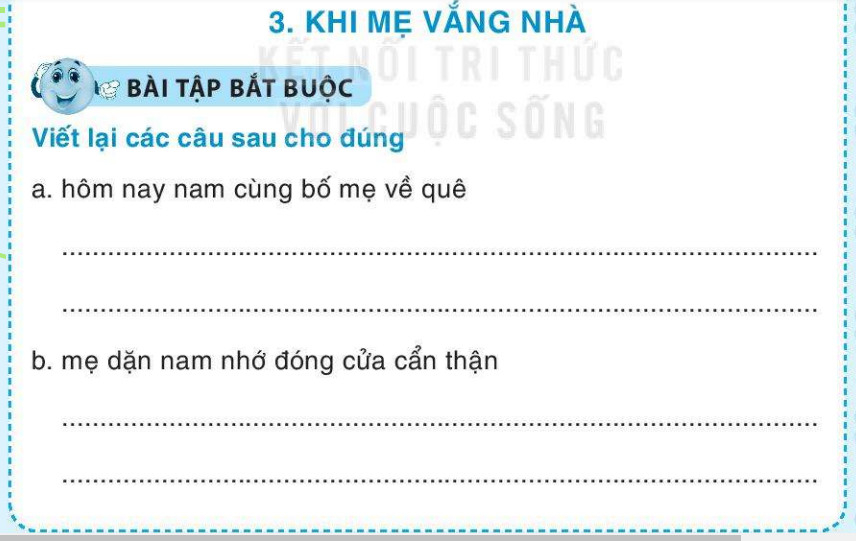 3. KHI MẸ VẮNG NHÀ
KẾT NỐI TRI THỨC
VỚI CUỘC SỐNG
BÀI TẬP BẮT BUỘC
Viết lại các câu sau cho đúng
a. hôm nay nam cùng bố mẹ về quê
................................................................................
................................................................................
b. mẹ dặn nam nhớ đóng cửa cẩn thận
................................................................................
................................................................................